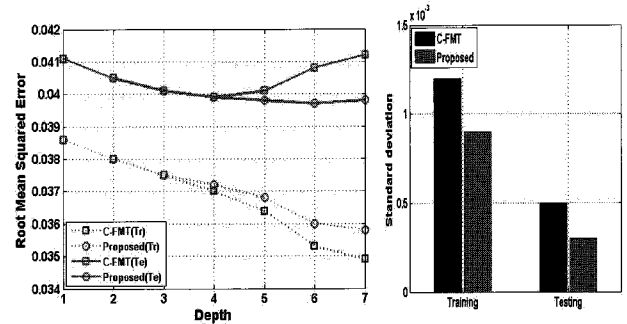 Root Mean Squared Error
0.042
0.041
0.04
0.039
0.038
0.037
0.036
0.035
0.034
C-FMT(Tr)
Proposed(Tr)
C-FMT(Te)
Proposed(Te)
1 2 3 4 5 6 7
Depth
Standard deviation
x 10⁻³
1.5
1
0.5
0
C-FMT
Proposed
Training Testing